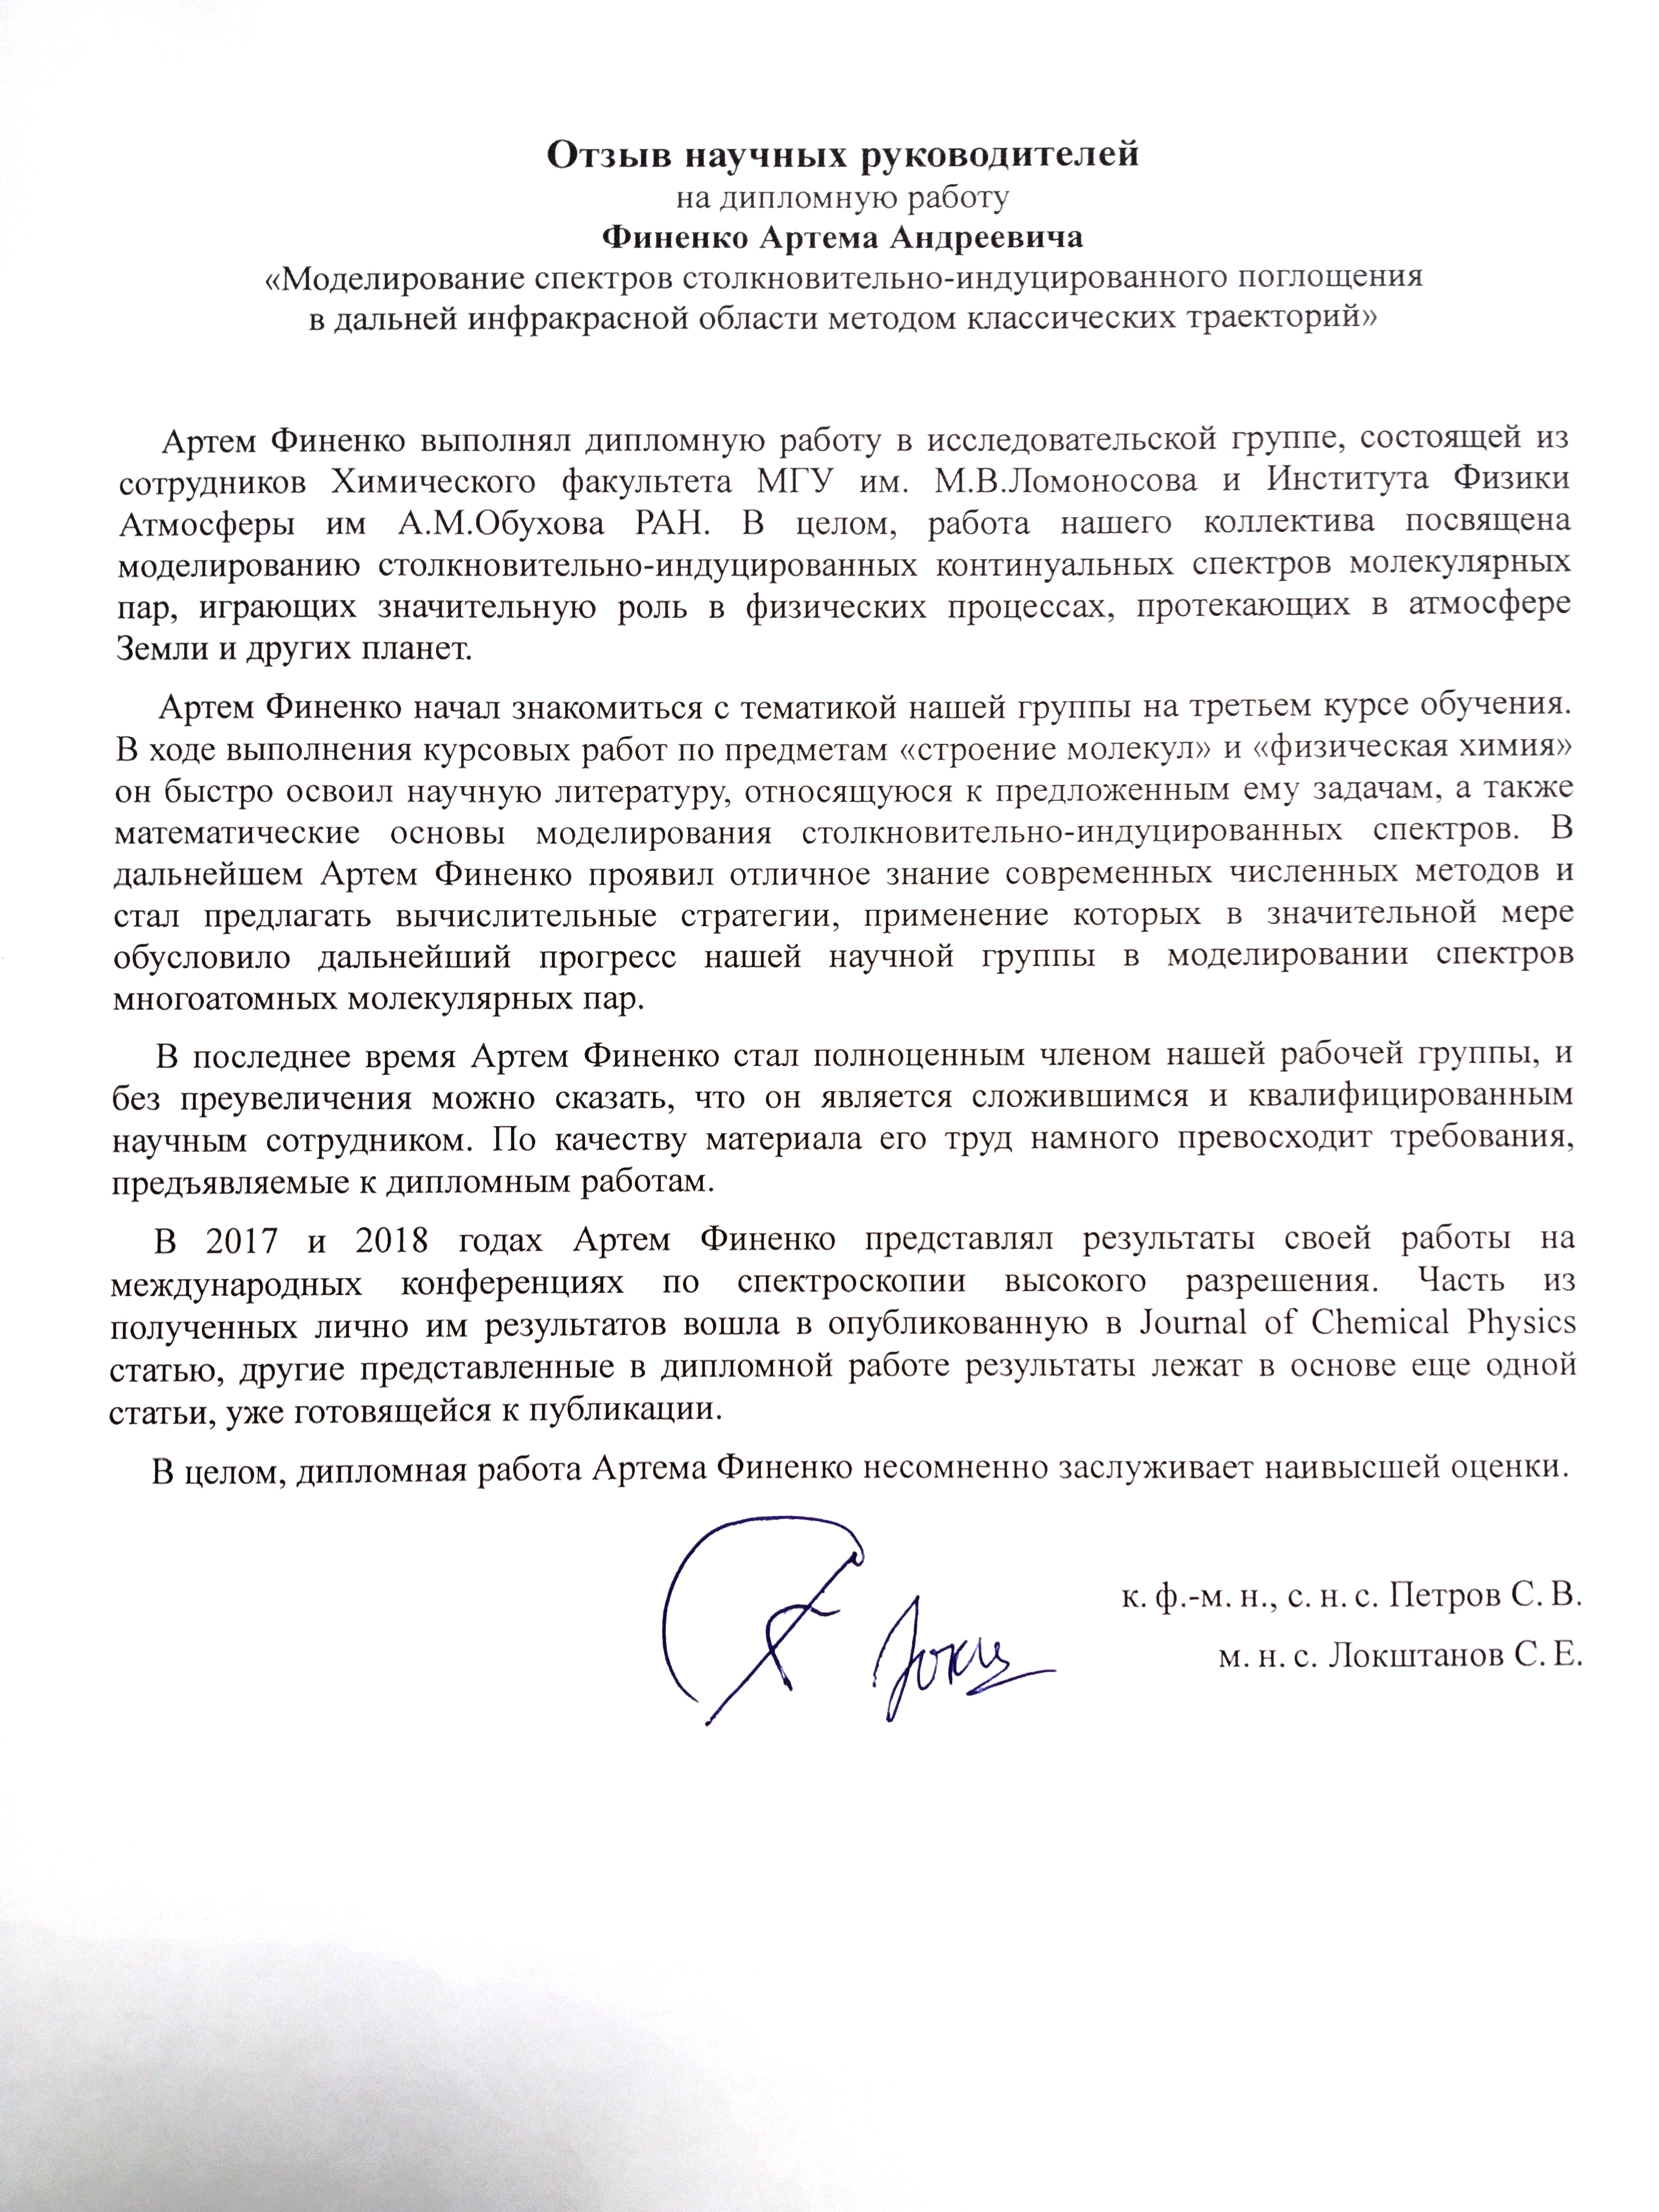 Отзыв научных руководителей
на дипломную работу
Финенко Артема Андреевича
«Моделирование спектров столкновительно-индуцированного поглощения
в дальней инфракрасной области методом классических траекторий»
Артем Финенко выполнял дипломную работу в исследовательской группе, состоящей из
сотрудников Химического факультета МГУ им. М.В.Ломоносова и Института Физики
Атмосферы им А.М.Обухова РАН. В целом, работа нашего коллектива посвящена
моделированию столкновительно-индуцированных континуальных спектров молекулярных
пар, играющих значительную роль в физических процессах, протекающих в атмосфере
Земли и других планет.
Артем Финенко начал знакомиться с тематикой нашей группы на третьем курсе обучения.
В ходе выполнения курсовых работ по предметам «строение молекул» и «физическая химия»
он быстро освоил научную литературу, относящуюся к предложенным ему задачам, а также
математические основы моделирования столкновительно-индуцированных спектров. В
дальнейшем Артем Финенко проявил отличное знание современных численных методов и
стал предлагать вычислительные стратегии, применение которых в значительной мере
обусловило дальнейший прогресс нашей научной группы в моделировании спектров
многоатомных молекулярных пар.
В последнее время Артем Финенко стал полноценным членом нашей рабочей группы, и
без преувеличения можно сказать, что он является сложившимся и квалифицированным
научным сотрудником. По качеству материала его труд намного превосходит требования,
предъявляемые к дипломным работам.
В 2017 и 2018 годах Артем Финенко представлял результаты своей работы на
международных конференциях по спектроскопии высокого разрешения. Часть из
полученных лично им результатов вошла в опубликованную в Journal of Chemical Physics
статью, другие представленные в дипломной работе результаты лежат в основе еще одной
статьи, уже готовящейся к публикации.
В целом, дипломная работа Артема Финенко несомненно заслуживает наивысшей оценки.
к. ф.-м. н., с. н. с. Петров С. В.
м. н. с. Локштанов С. Е.